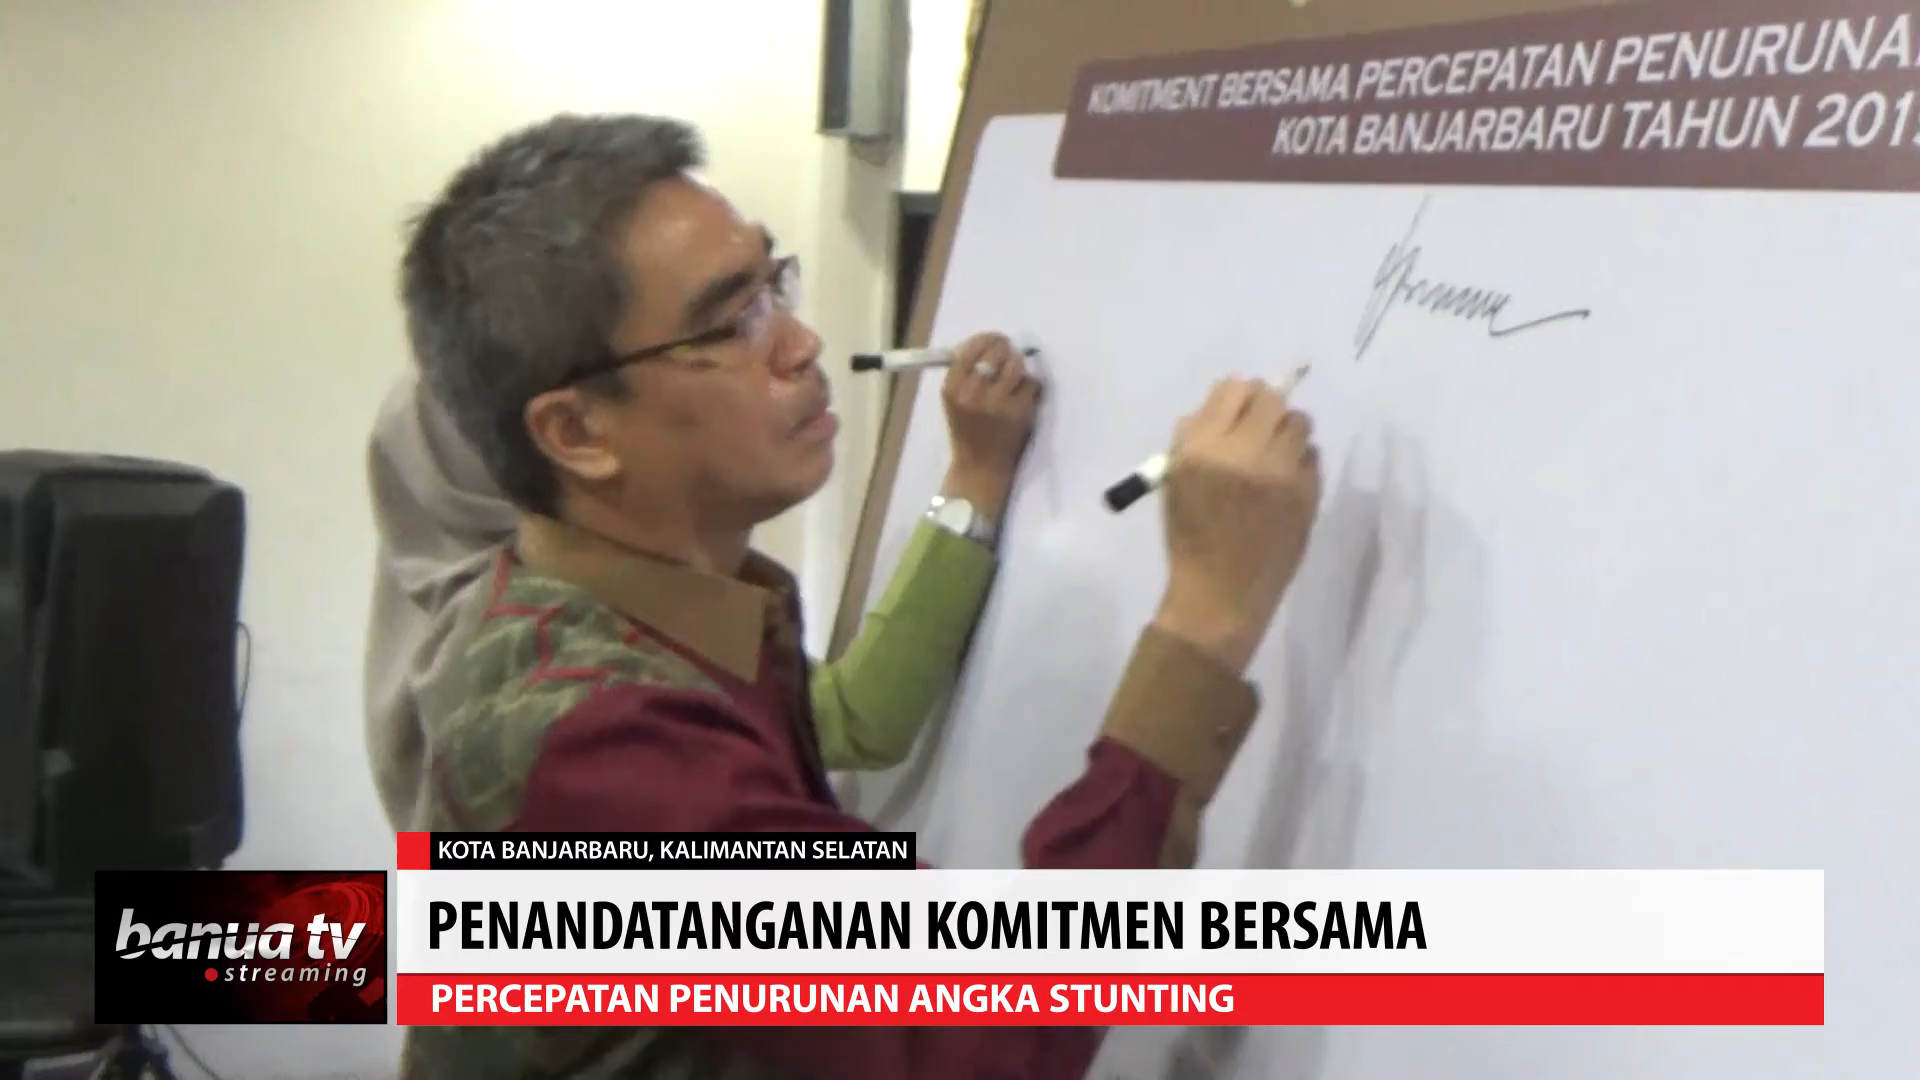 KOMITMENT BERSAMA PERCEPATAN PENURUNA
KOTA BANJARBARU TAHUN 201
KOTA BANJARBARU, KALIMANTAN SELATAN
banua tv
streaming
PENANDATANGANAN KOMITMEN BERSAMA
PERCEPATAN PENURUNAN ANGKA STUNTING